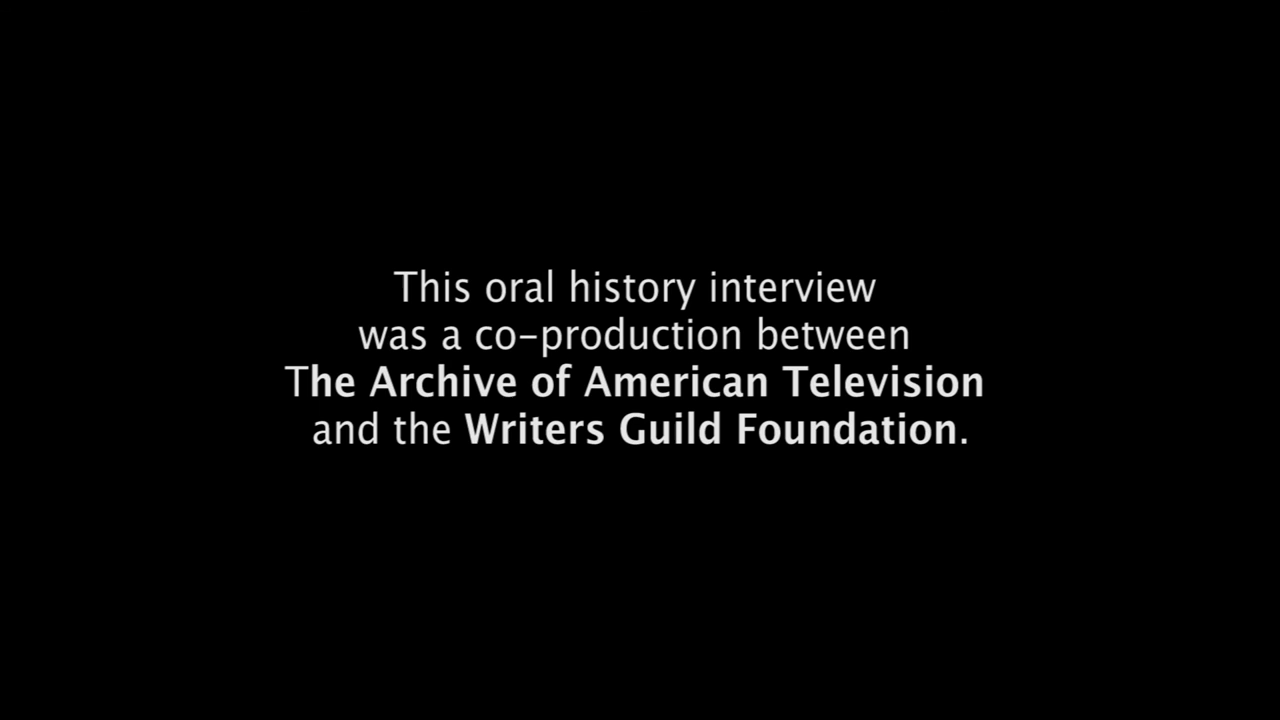 This oral history interview
was a co-production between
The Archive of American Television
and the Writers Guild Foundation.